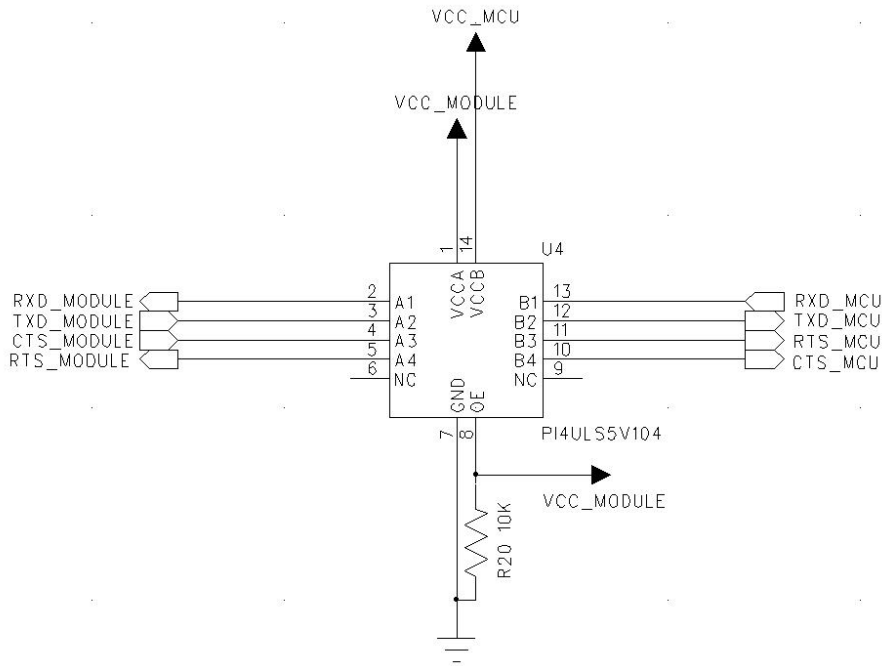 VCC_MCU
VCC_MODULE
1
14
U4
VCCA
VCCB
RXD_MODULE 2 A1 B1 13 RXD_MCU
TXD_MODULE 3 A2 B2 12 TXD_MCU
CTS_MODULE 4 A3 B3 11 RTS_MCU
RTS_MODULE 5 A4 B4 10 CTS_MCU
6 NC NC 9
GND
OE
7
8
PI4ULS5V104
VCC_MODULE
R20 10K